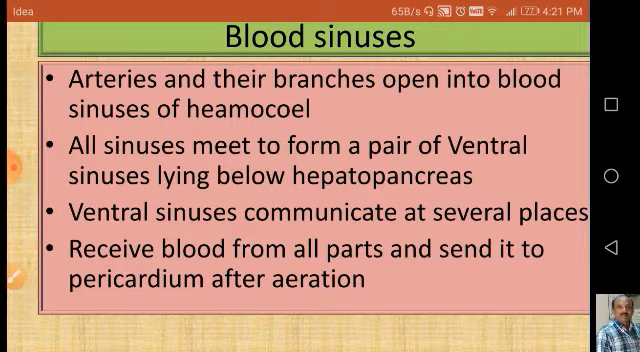 Idea 65B/s 77 4:21 PM
Blood sinuses
• Arteries and their branches open into blood
sinuses of heamocoel
• All sinuses meet to form a pair of Ventral
sinuses lying below hepatopancreas
• Ventral sinuses communicate at several places
• Receive blood from all parts and send it to
pericardium after aeration